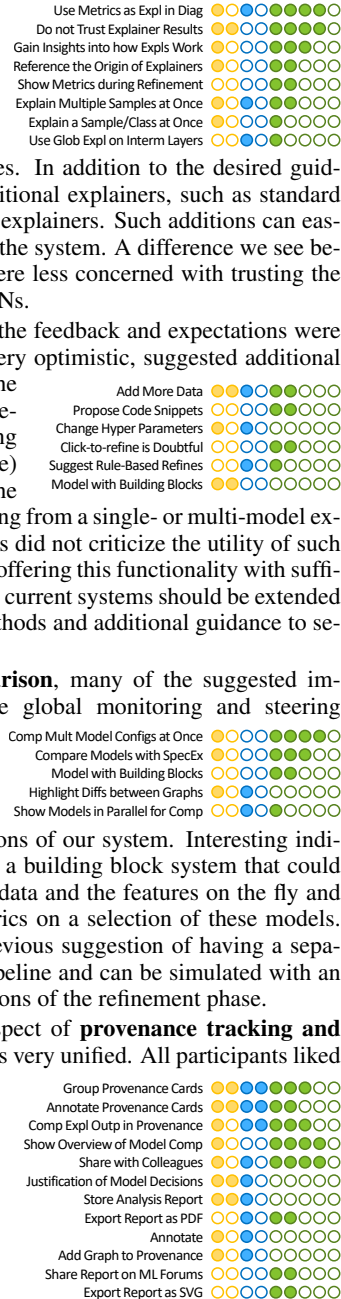 Use Metrics as Expl in Diag
Do not Trust Explainer Results
Gain Insights into how Expls Work
Reference the Origin of Explainers
Show Metrics during Refinement
Explain Multiple Samples at Once
Explain a Sample/Class at Once
Use Glob Expl on Interm Layers
es. In addition to the desired guid-
ditional explainers, such as standard
explainers. Such additions can eas-
the system. A difference we see be-
ere less concerned with trusting the
Ns.
the feedback and expectations were
ery optimistic, suggested additional
ne
e-
ng
e)
ne
Add More Data
Propose Code Snippets
Change Hyper Parameters
Click-to-refine is Doubtful
Suggest Rule-Based Refines
Model with Building Blocks
ng from a single- or multi-model ex-
s did not criticize the utility of such
offering this functionality with suffi-
current systems should be extended
thods and additional guidance to se-
arison, many of the suggested im-
e global monitoring and steering
Comp Mult Model Configs at Once
Compare Models with SpecEx
Model with Building Blocks
Highlight Diffs between Graphs
Show Models in Parallel for Comp
ons of our system. Interesting indi-
a building block system that could
data and the features on the fly and
rics on a selection of these models.
evious suggestion of having a sepa-
peline and can be simulated with an
ons of the refinement phase.
spect of provenance tracking and
s very unified. All participants liked
Group Provenance Cards
Annotate Provenance Cards
Comp Expl Outp in Provenance
Show Overview of Model Comp
Share with Colleagues
Justification of Model Decisions
Store Analysis Report
Export Report as PDF
Annotate
Add Graph to Provenance
Share Report on ML Forums
Export Report as SVG